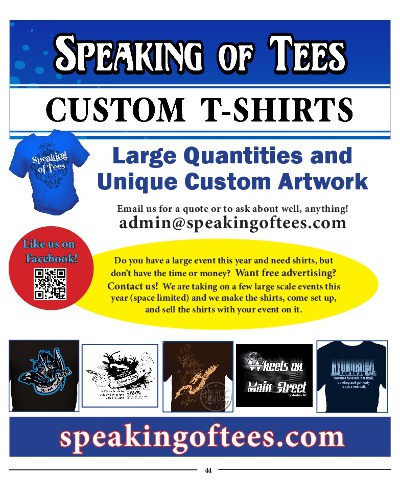 SPEAKING OF TEES
CUSTOM T-SHIRTS
Speaking
of Tees
Large Quantities and
Unique Custom Artwork
Email us for a quote or to ask about well, anything!
admin@speakingoftees.com
Like us on
Facebook!
Do you have a large event this year and need shirts, but
don't have the time or money? Want free advertising?
Contact us! We are taking on a few large scale events this
year (space limited) and we make the shirts, come set up,
and sell the shirts with your event on it.
Wheels on
Main Street
speakingoftees.com
44